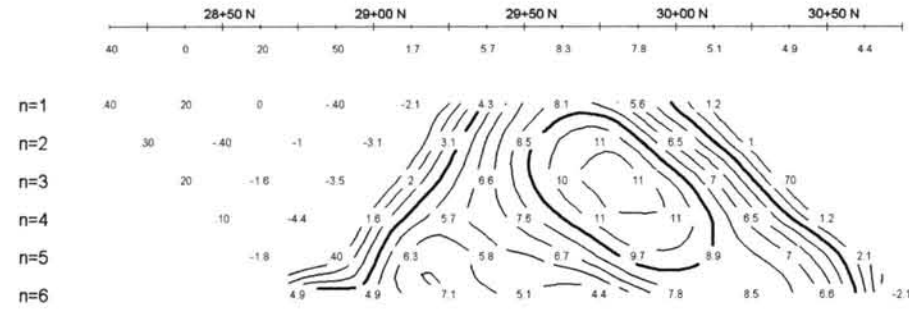 28+50 N 29+00 N 29+50 N 30+00 N 30+50 N
40 0 20 50 1.7 5.7 8.3 7.8 5.1 4.9 4.4
n=1 .40 20 0 -.40 -2.1 4.3 8.1 5.6 1.2
n=2 30 -.40 -1 -3.1 3.1 6.5 11 6.5 1
n=3 20 -1.6 -3.5 2 6.6 10 11 7 70
n=4 .10 -4.4 1.6 5.7 7.6 11 11 6.5 1.2
n=5 -1.8 40 6.3 5.8 6.7 9.7 8.9 7 2.1
n=6 4.9 4.9 7.1 5.1 4.4 7.8 8.5 6.6 -2.1